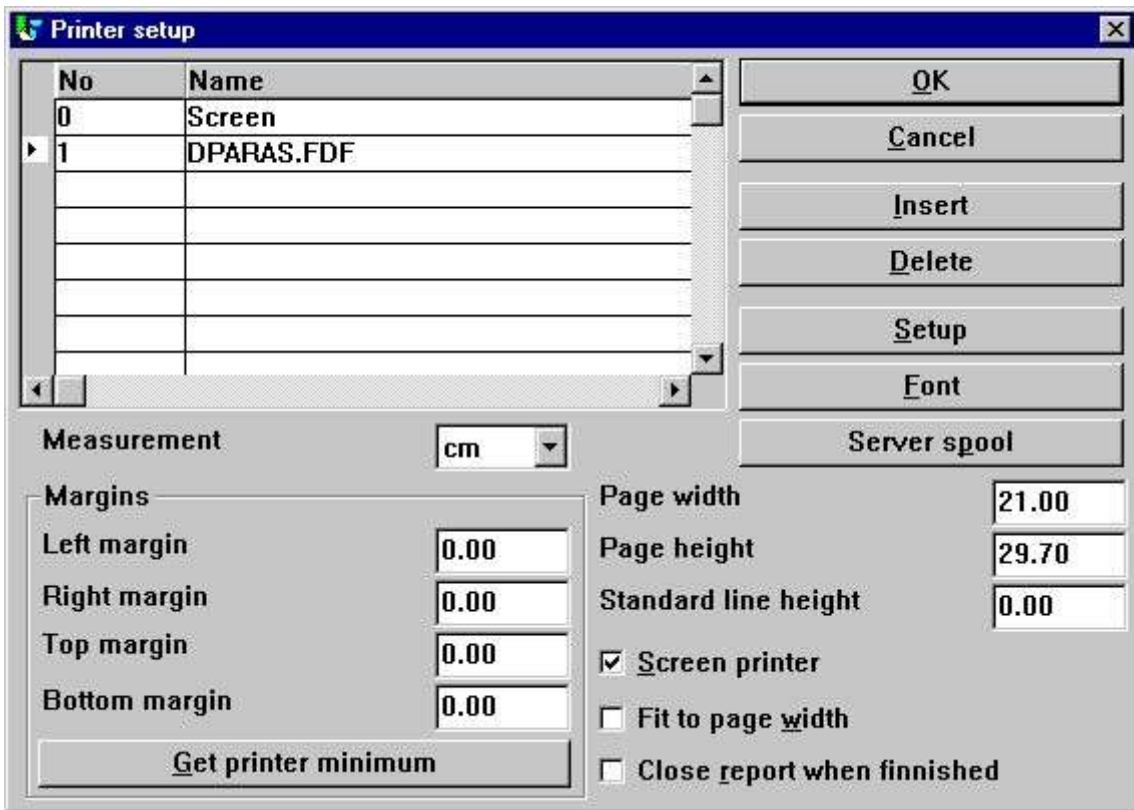 Printer setup
No Name
0 Screen
1 DPARAS.FDF
OK
Cancel
Insert
Delete
Setup
Font
Server spool
Measurement cm
Margins
Left margin 0.00
Right margin 0.00
Top margin 0.00
Bottom margin 0.00
Get printer minimum
Page width 21.00
Page height 29.70
Standard line height 0.00
Screen printer
Fit to page width
Close report when finnished